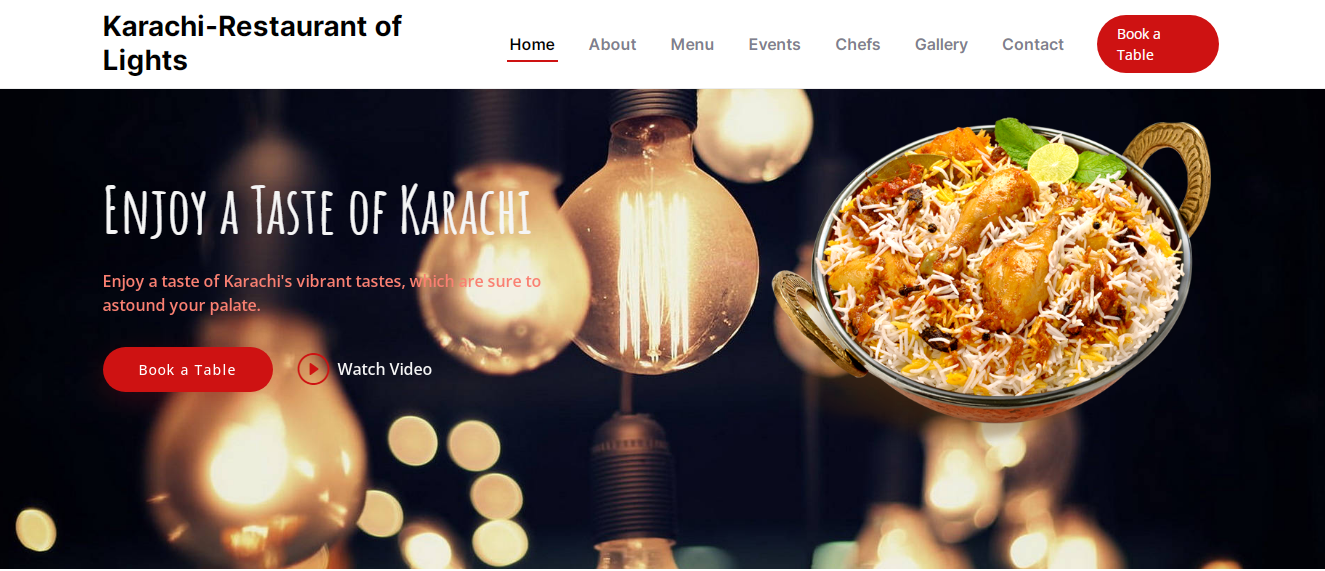 Karachi-Restaurant of
Lights
Home About Menu Events Chefs Gallery Contact
Book a
Table
Enjoy a Taste of Karachi
Enjoy a taste of Karachi's vibrant tastes, which are sure to
astound your palate.
Book a Table
Watch Video